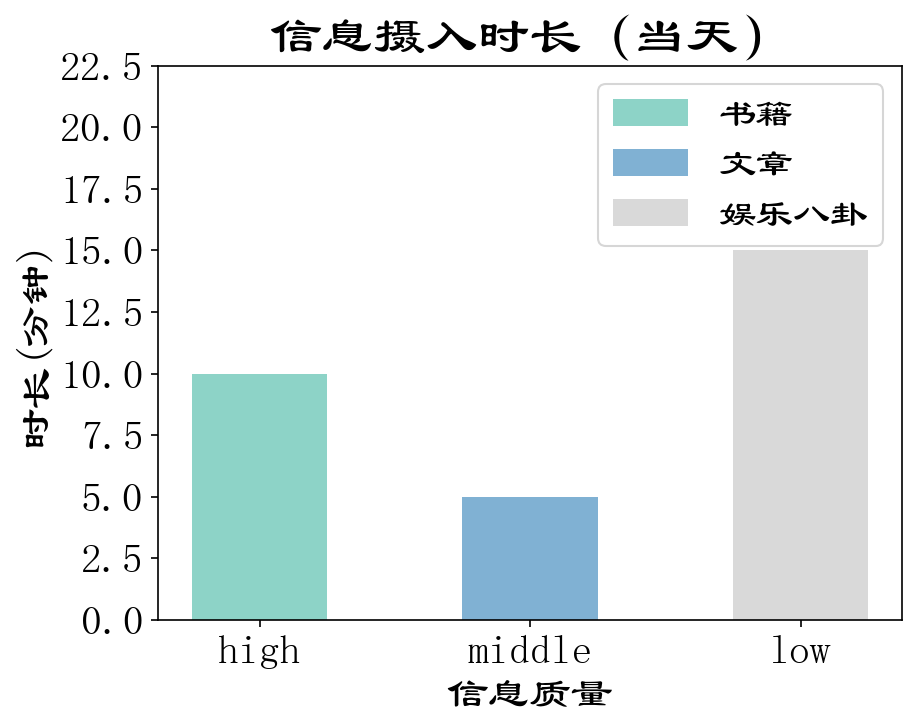 信息摄入时长（当天）
22.5
20.0
17.5
15.0
12.5
10.0
7.5
5.0
2.5
0.0
时长(分钟)
书籍
文章
娱乐八卦
high
middle
low
信息质量